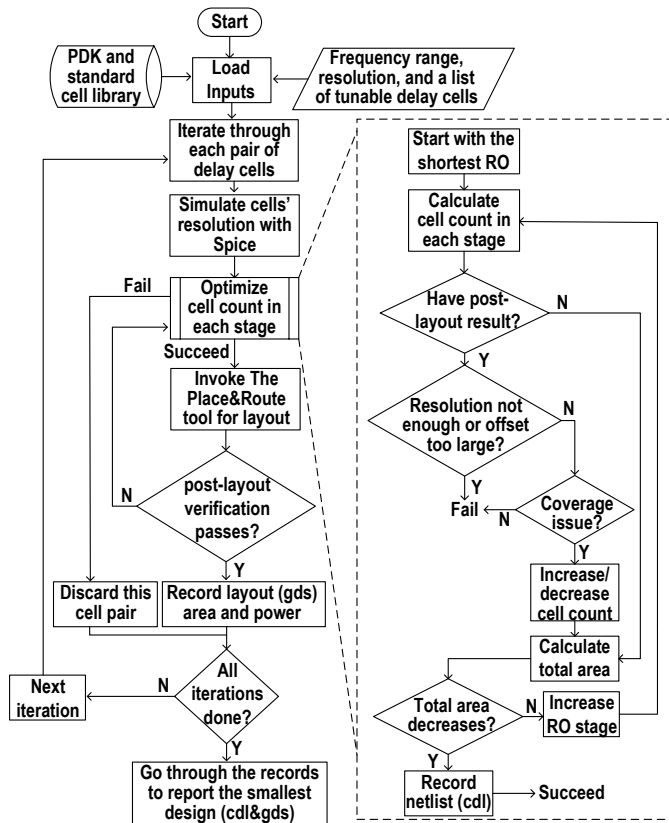 Start
PDK and
standard
cell library
Load
Inputs
Frequency range,
resolution, and a list
of tunable delay cells
Iterate through
each pair of
delay cells
Simulate cells'
resolution with
Spice
Fail
Optimize
cell count in
each stage
Succeed
Invoke The
Place&Route
tool for layout
N
post-layout
verification
passes?
Y
Discard this
cell pair
Record layout (gds)
area and power
Next
iteration
N
All
iterations
done?
Y
Go through the records
to report the smallest
design (cdl&gds)
Start with the
shortest RO
Calculate
cell count in
each stage
Have post-
layout result?
N
Y
Resolution not
enough or offset
too large?
N
Y
Fail
N
Coverage
issue?
Y
Increase/
decrease
cell count
Calculate
total area
Total area
decreases?
N
Increase
RO stage
Y
Record
netlist (cdl)
Succeed